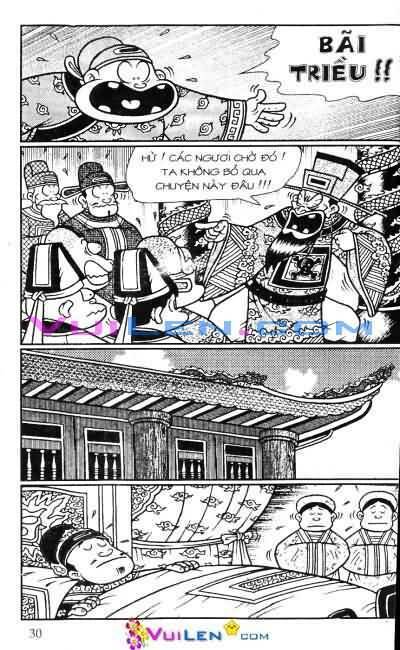 BÃI
TRIỀU !!
HỪ ! CÁC NGƯƠI CHỜ ĐÓ !
TA KHÔNG BỎ QUA
CHUYỆN NÀY ĐÂU !!!
VuiLen.com
30
VuiLen.com